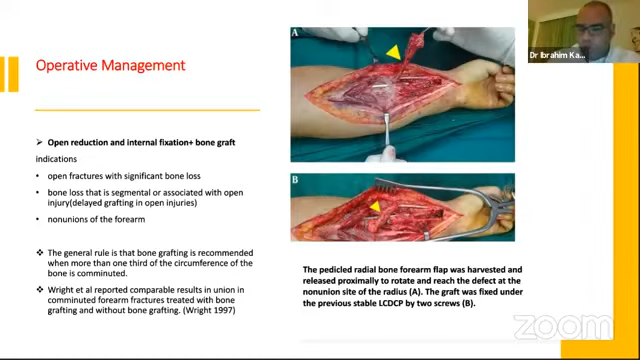 Operative Management
➢ Open reduction and internal fixation+ bone graft
indications
• open fractures with significant bone loss
• bone loss that is segmental or associated with open
injury(delayed grafting in open injuries)
• nonunions of the forearm
❖ The general rule is that bone grafting is recommended
when more than one third of the circumference of the
bone is comminuted.
❖ Wright et al reported comparable results in union in
comminuted forearm fractures treated with bone
grafting and without bone grafting. (Wright 1997)
A
B
The pedicled radial bone forearm flap was harvested and
released proximally to rotate and reach the defect at the
nonunion site of the radius (A). The graft was fixed under
the previous stable LCDCP by two screws (B).
Dr Ibrahim Ka...
zoom